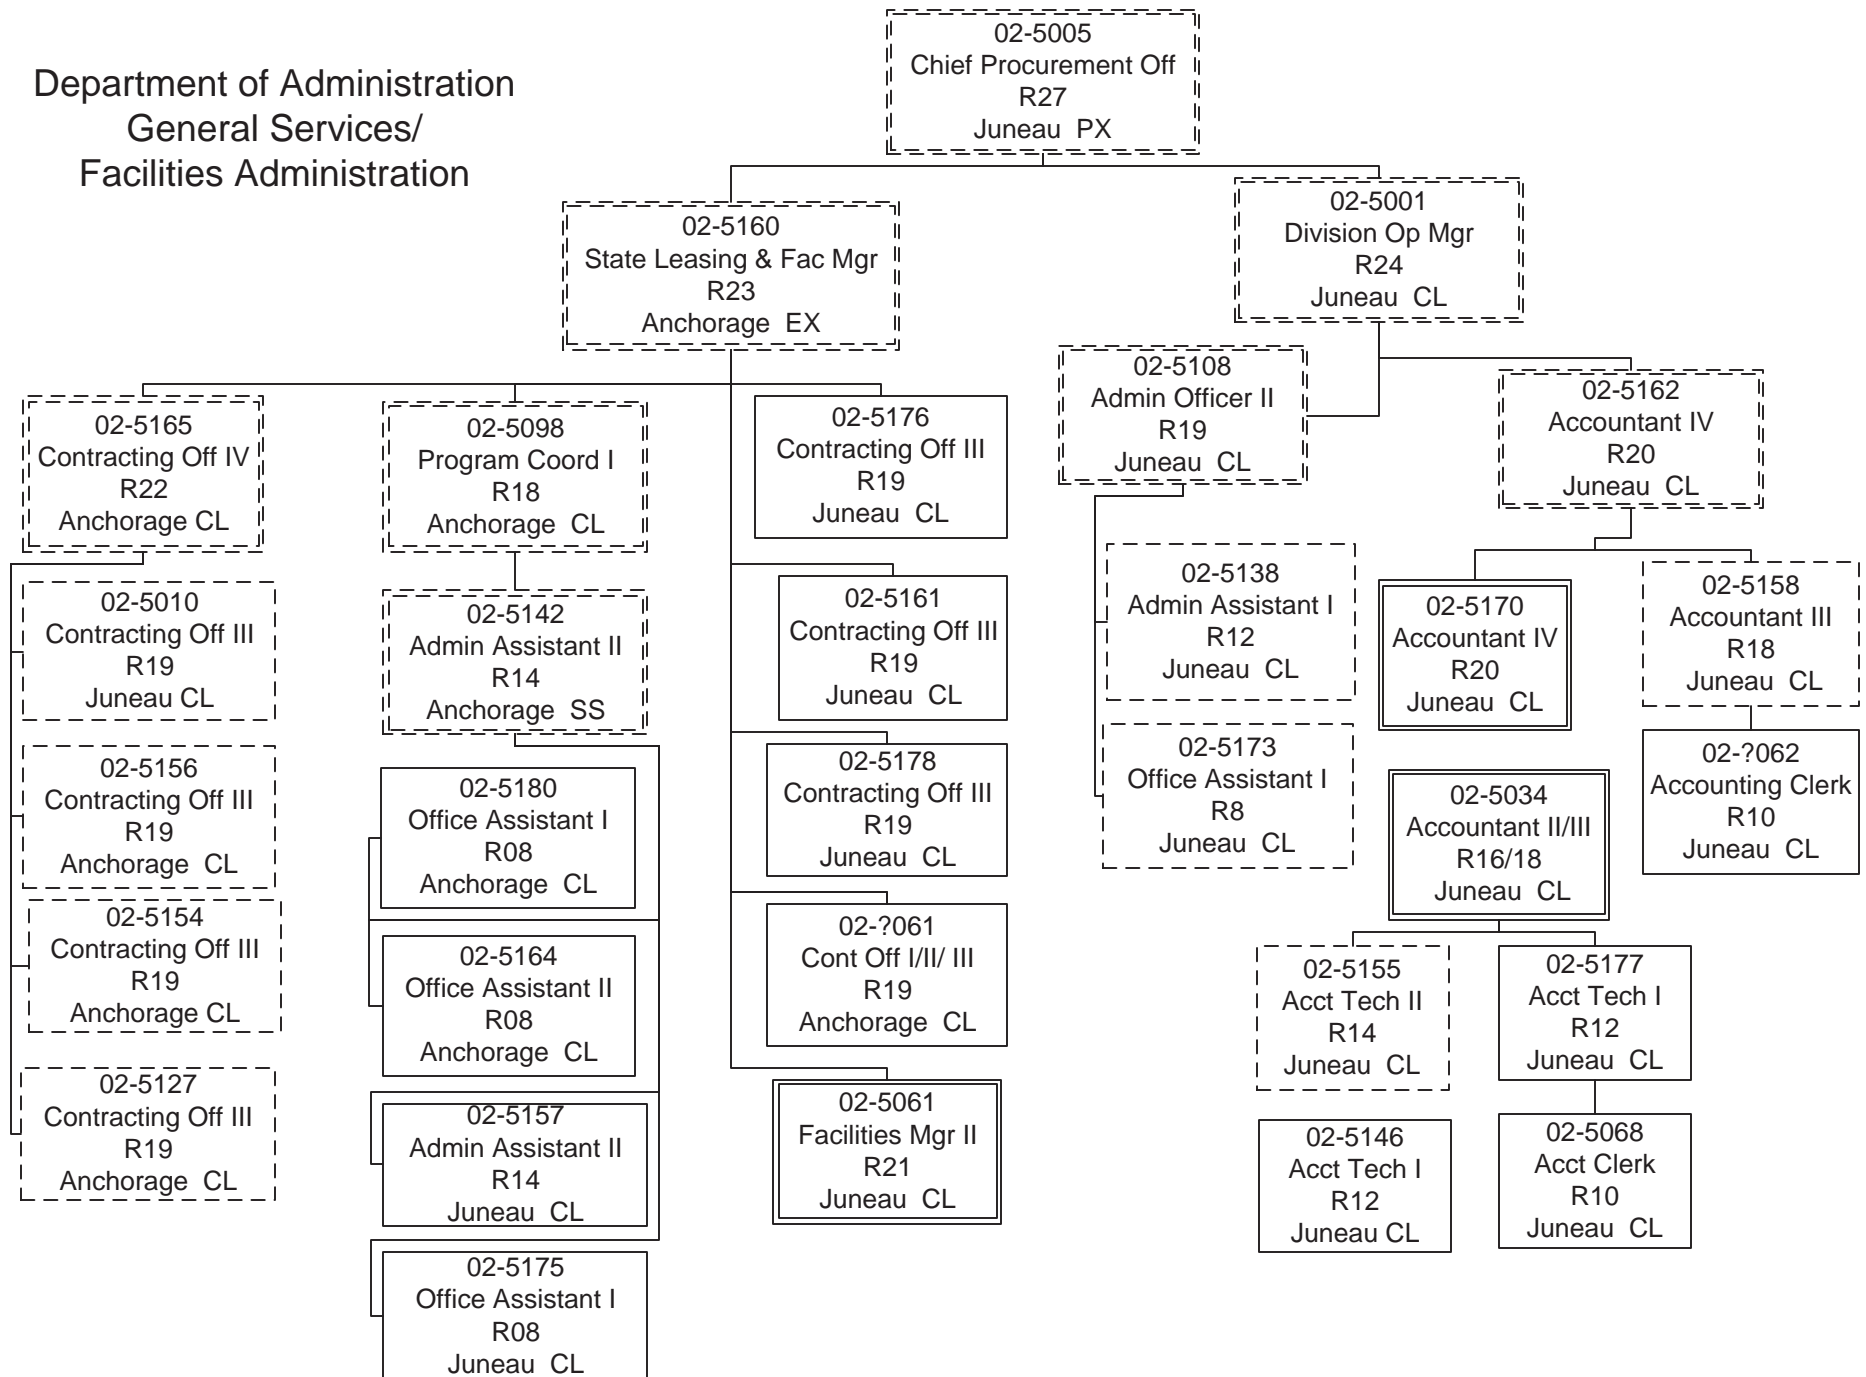 Department of Administration
General Services/
Facilities Administration
02-5005
Chief Procurement Off
R27
Juneau  PX
02-5160
State Leasing & Fac Mgr
R23
Anchorage  EX
02-5001
Division Op Mgr
R24
Juneau  CL
02-5165
Contracting Off IV
R22
Anchorage CL
02-5010
Contracting Off III
R19
Juneau CL
02-5156
Contracting Off III
R19
Anchorage  CL
02-5154
Contracting Off III
R19
Anchorage CL
02-5127
Contracting Off III
R19
Anchorage  CL
02-5098
Program Coord I
R18
Anchorage  CL
02-5142
Admin Assistant II
R14
Anchorage  SS
02-5180
Office Assistant I
R08
Anchorage  CL
02-5164
Office Assistant II
R08
Anchorage  CL
02-5157
Admin Assistant II
R14
Juneau  CL
02-5175
Office Assistant I
R08
Juneau  CL
02-5176
Contracting Off III
R19
Juneau  CL
02-5161
Contracting Off III
R19
Juneau  CL
02-5178
Contracting Off III
R19
Juneau  CL
02-?061
Cont Off I/II/ III
R19
Anchorage  CL
02-5061
Facilities Mgr II
R21
Juneau  CL
02-5108
Admin Officer II
R19
Juneau  CL
02-5138
Admin Assistant I
R12
Juneau  CL
02-5173
Office Assistant I
R8
Juneau  CL
02-5162
Accountant IV
R20
Juneau  CL
02-5170
Accountant IV
R20
Juneau  CL
02-5158
Accountant III
R18
Juneau  CL
02-?062
Accounting Clerk
R10
Juneau  CL
02-5034
Accountant II/III
R16/18
Juneau  CL
02-5155
Acct Tech II
R14
Juneau  CL
02-5177
Acct Tech I
R12
Juneau  CL
02-5146
Acct Tech I
R12
Juneau CL
02-5068
Acct Clerk
R10
Juneau  CL